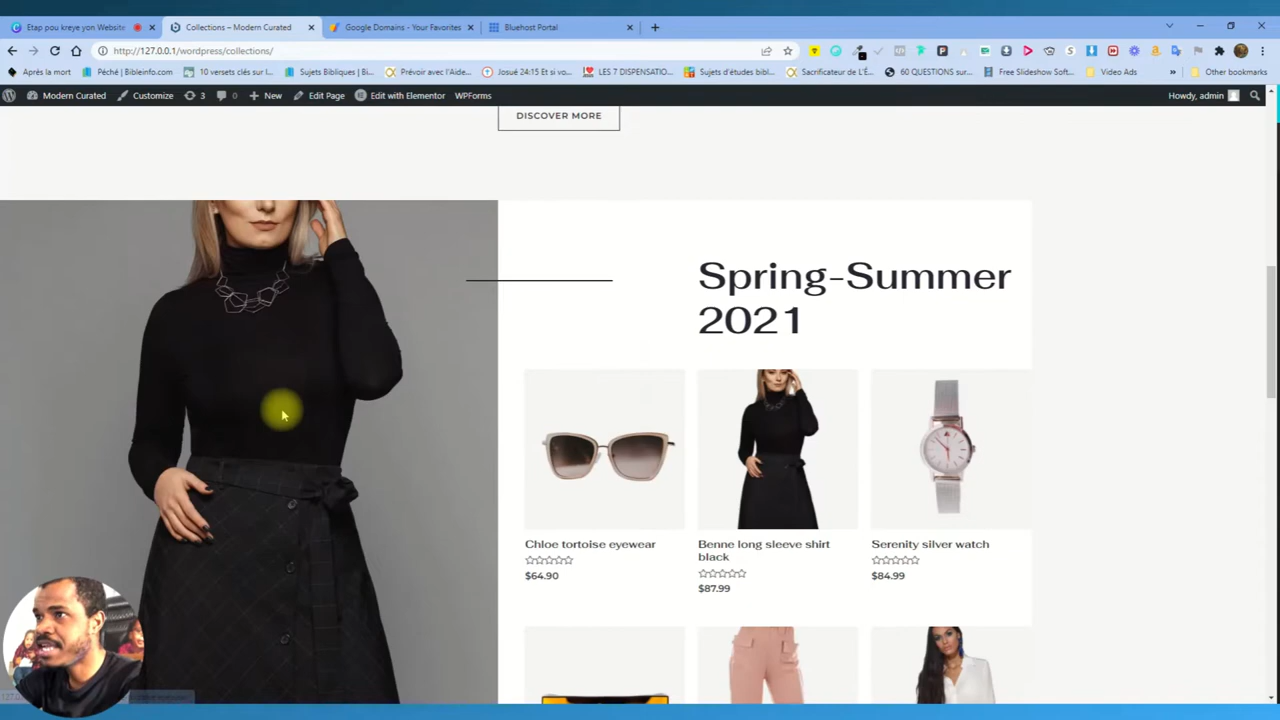 Etap pou kreye yon Website
Collections – Modern Curated
Google Domains - Your Favorites
Bluehost Portal
http://127.0.0.1/wordpress/collections/
Après la mort
Péché | Bibleinfo.com
10 versets clés sur l...
Sujets Bibliques | Bi...
Prévoir avec l'Aide...
Josué 24:15 Et si vo...
LES 7 DISPENSATIO...
Sujets d'études bibl...
Sacrificateur de L'É...
60 QUESTIONS sur...
Free Slideshow Soft...
Video Ads
»
Other bookmarks
Modern Curated
Customize
3
0
New
Edit Page
Edit with Elementor
WPForms
Howdy, admin
DISCOVER MORE
Spring-Summer
2021
Chloe tortoise eyewear
$64.90
Benne long sleeve shirt
black
$87.99
Serenity silver watch
$84.99